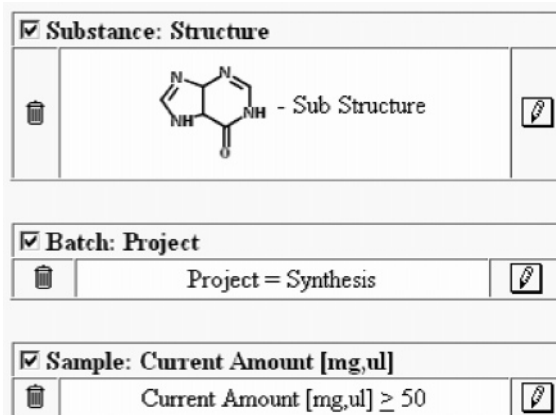 Substance: Structure
N N
NH NH - Sub Structure
O
Batch: Project
Project = Synthesis
Sample: Current Amount [mg,ul]
Current Amount [mg,ul] ≥ 50